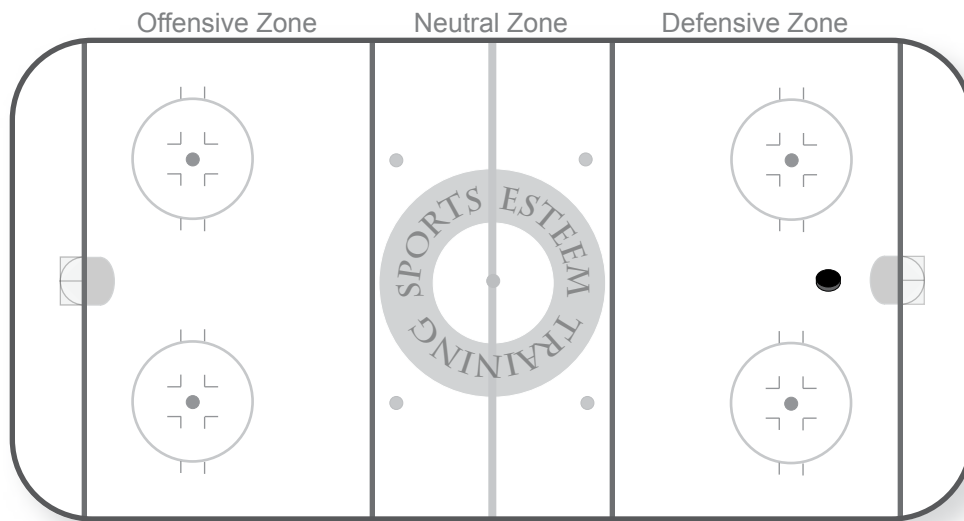 Offensive Zone
Neutral Zone
Defensive Zone
SPORTS ESTEEM
TRAINING